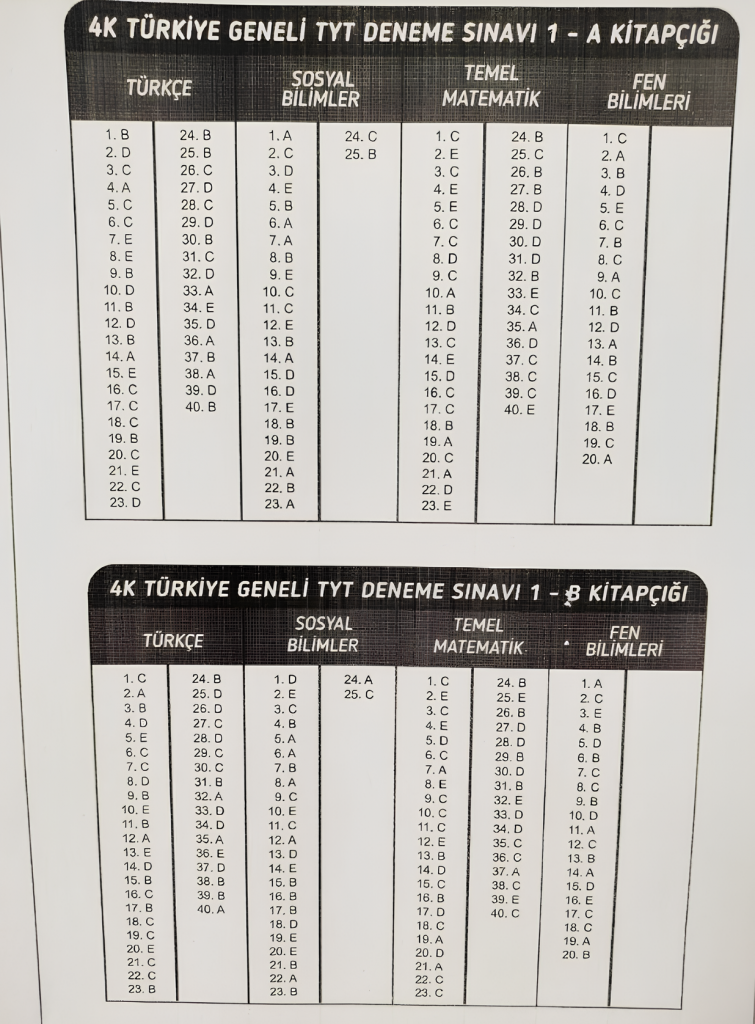 4K TÜRKİYE GENELİ TYT DENEME SINAVI 1 - A KİTAPÇIĞI
TÜRKÇE
1. B
2. D
3. C
4. A
5. C
6. C
7. E
8. E
9. B
10. D
11. B
12. D
13. B
14. A
15. E
16. C
17. C
18. C
19. B
20. C
21. E
22. C
23. D
24. B
25. B
26. C
27. D
28. C
29. D
30. B
31. C
32. D
33. A
34. E
35. D
36. A
37. B
38. A
39. D
40. B
SOSYAL
BİLİMLER
1. A
2. C
3. D
4. E
5. B
6. A
7. A
8. B
9. E
10. C
11. C
12. E
13. B
14. A
15. D
16. D
17. E
18. B
19. B
20. E
21. A
22. B
23. A
24. C
25. B
TEMEL
MATEMATİK
1. C
2. E
3. C
4. E
5. E
6. C
7. C
8. D
9. C
10. A
11. B
12. D
13. C
14. E
15. D
16. C
17. C
18. B
19. A
20. C
21. A
22. D
23. E
24. B
25. C
26. B
27. B
28. D
29. D
30. D
31. D
32. B
33. E
34. C
35. A
36. D
37. C
38. C
39. C
40. E
FEN
BİLİMLERİ
1. C
2. A
3. B
4. D
5. E
6. C
7. B
8. C
9. A
10. C
11. B
12. D
13. A
14. B
15. C
16. D
17. E
18. B
19. C
20. A
4K TÜRKİYE GENELİ TYT DENEME SINAVI 1 - B KİTAPÇIĞI
TÜRKÇE
1. C
2. A
3. B
4. D
5. E
6. C
7. C
8. D
9. B
10. E
11. B
12. A
13. E
14. D
15. B
16. C
17. B
18. C
19. C
20. E
21. C
22. C
23. B
24. B
25. D
26. D
27. C
28. D
29. C
30. C
31. B
32. A
33. D
34. D
35. A
36. E
37. D
38. B
39. B
40. A
SOSYAL
BİLİMLER
1. D
2. E
3. C
4. B
5. A
6. A
7. B
8. A
9. C
10. E
11. C
12. A
13. D
14. E
15. B
16. B
17. B
18. D
19. E
20. E
21. B
22. A
23. B
24. A
25. C
TEMEL
MATEMATİK
1. C
2. E
3. C
4. E
5. D
6. C
7. A
8. E
9. C
10. C
11. C
12. E
13. B
14. D
15. C
16. B
17. D
18. C
19. A
20. D
21. A
22. C
23. C
24. B
25. E
26. B
27. D
28. D
29. B
30. D
31. B
32. E
33. D
34. D
35. C
36. C
37. A
38. C
39. E
40. C
FEN
BİLİMLERİ
1. A
2. C
3. E
4. B
5. D
6. B
7. C
8. C
9. B
10. D
11. A
12. C
13. B
14. A
15. D
16. E
17. C
18. C
19. A
20. B